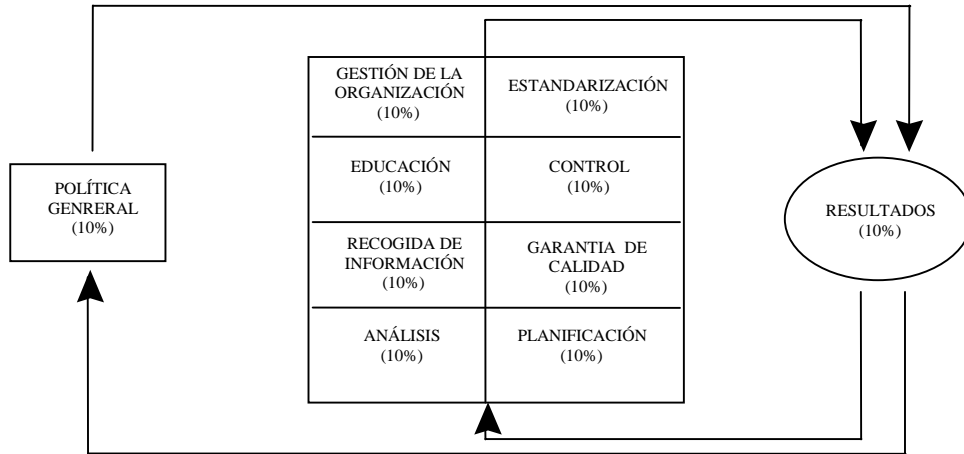 POLÍTICA
GENRERAL
(10%)
GESTIÓN DE LA
ORGANIZACIÓN
(10%)
ESTANDARIZACIÓN
(10%)
EDUCACIÓN
(10%)
CONTROL
(10%)
RECOGIDA DE
INFORMACIÓN
(10%)
GARANTIA DE
CALIDAD
(10%)
ANÁLISIS
(10%)
PLANIFICACIÓN
(10%)
RESULTADOS
(10%)